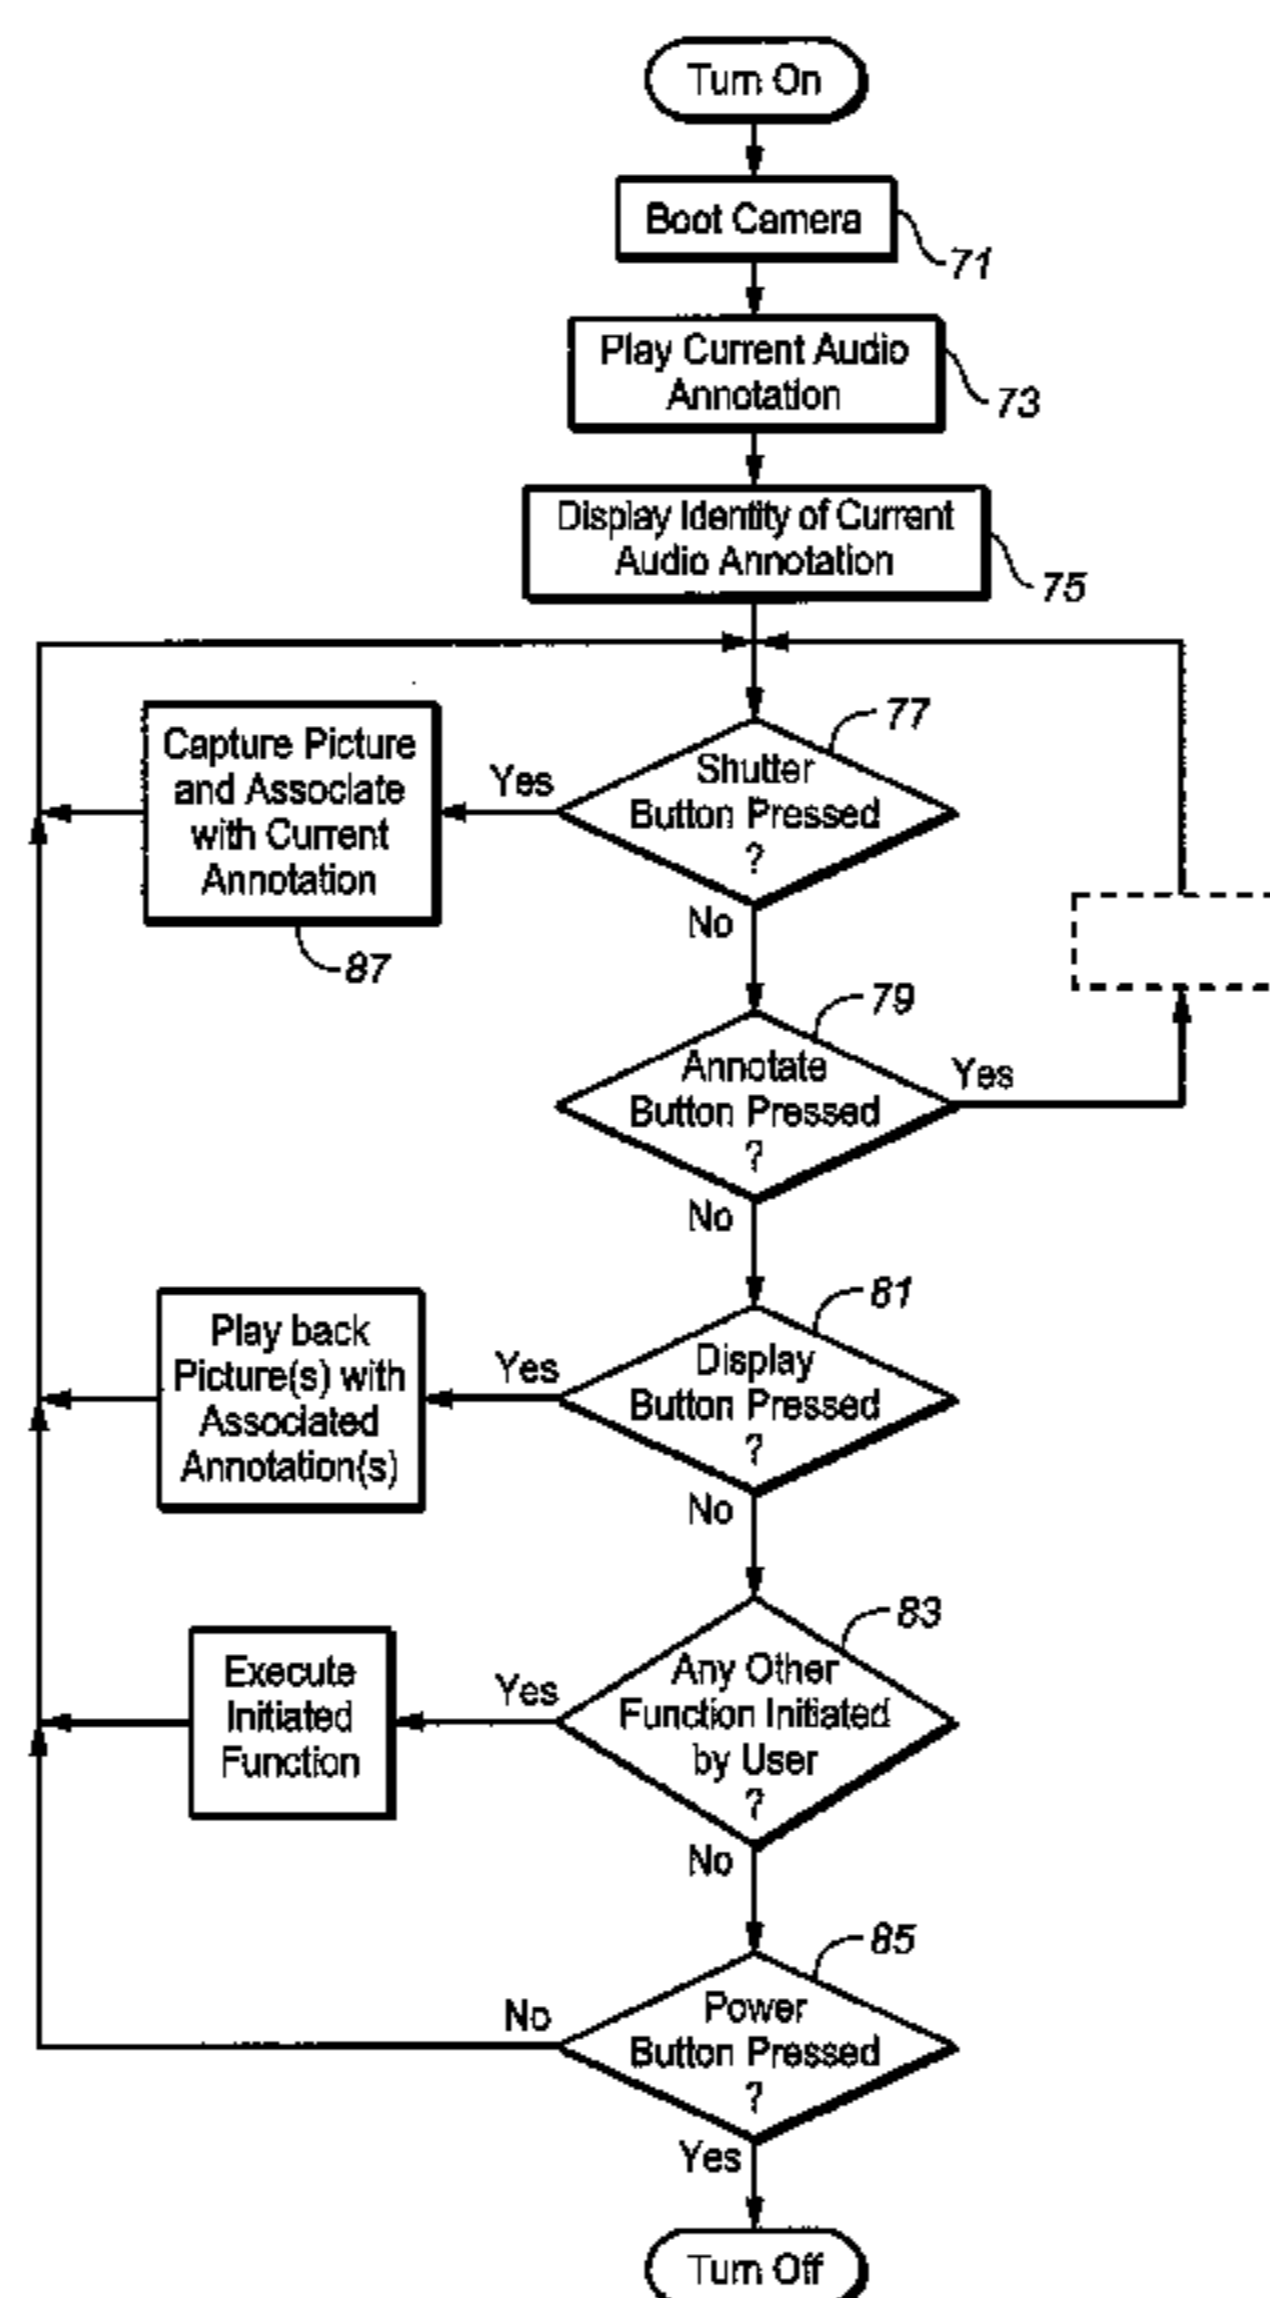 Turn On
Boot Camera
71
Play Current Audio
Annotation
73
Display Identity of Current
Audio Annotation
75
77
Shutter
Button Pressed
?
Yes
Capture Picture
and Associate
with Current
Annotation
87
No
79
Annotate
Button Pressed
?
Yes
No
81
Display
Button Pressed
?
Yes
Play back
Picture(s) with
Associated
Annotation(s)
No
83
Any Other
Function Initiated
by User
?
Yes
Execute
Initiated
Function
No
85
Power
Button Pressed
?
No
Yes
Turn Off